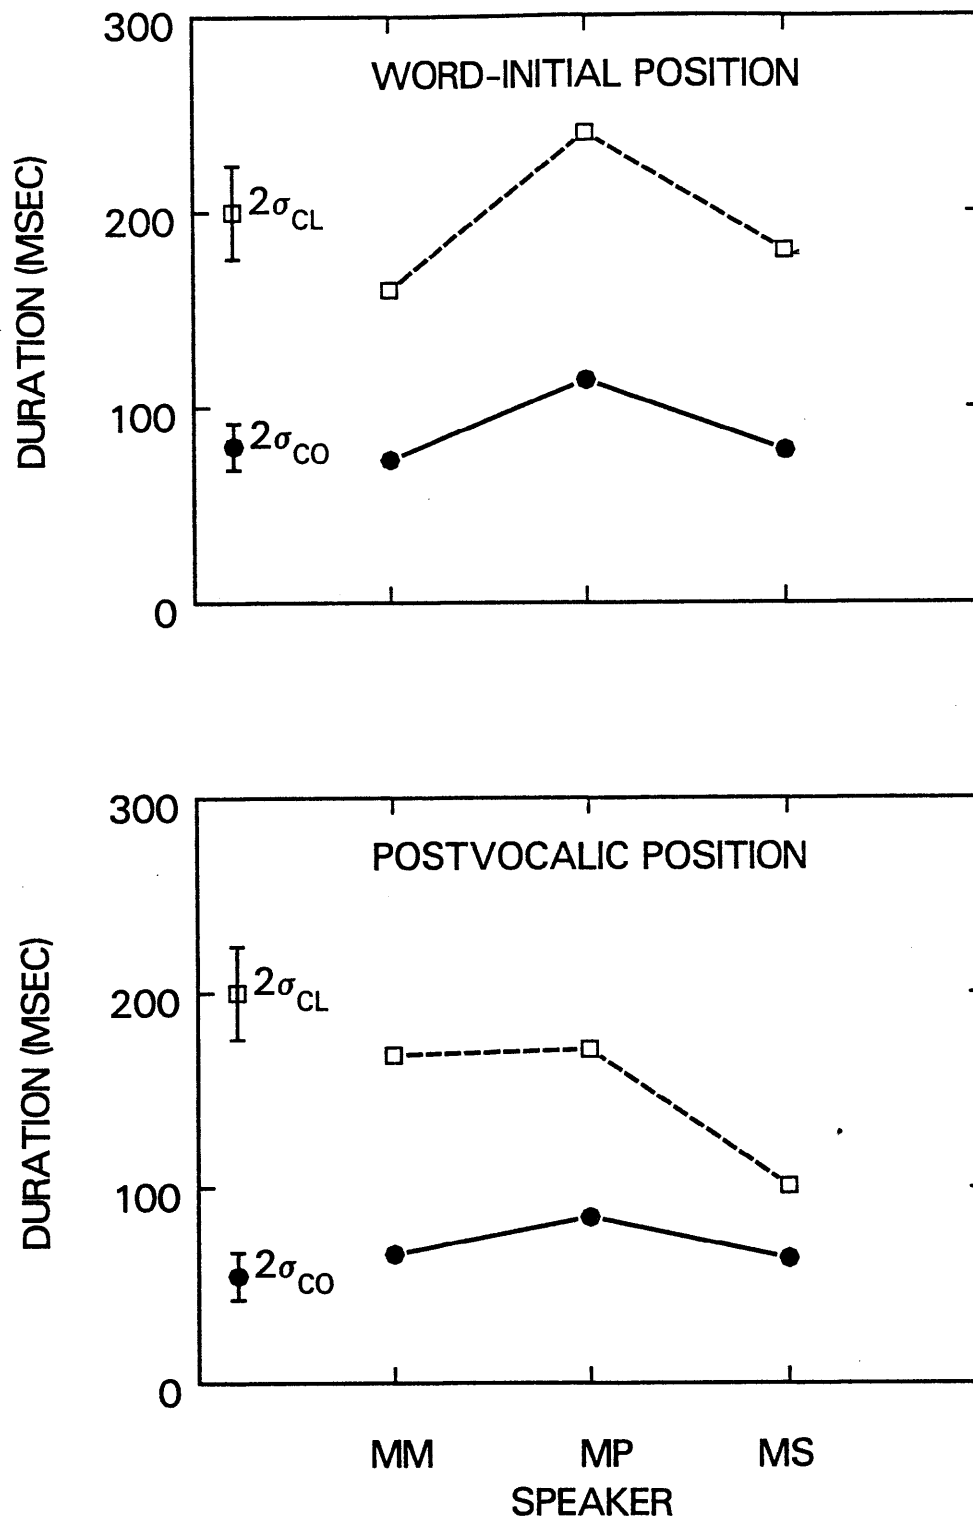 300
WORD-INITIAL POSITION
DURATION (MSEC)
2σCL
200
100
2σCO
0
300
POSTVOCALIC POSITION
DURATION (MSEC)
2σCL
200
100
2σCO
0
MM MP MS
SPEAKER